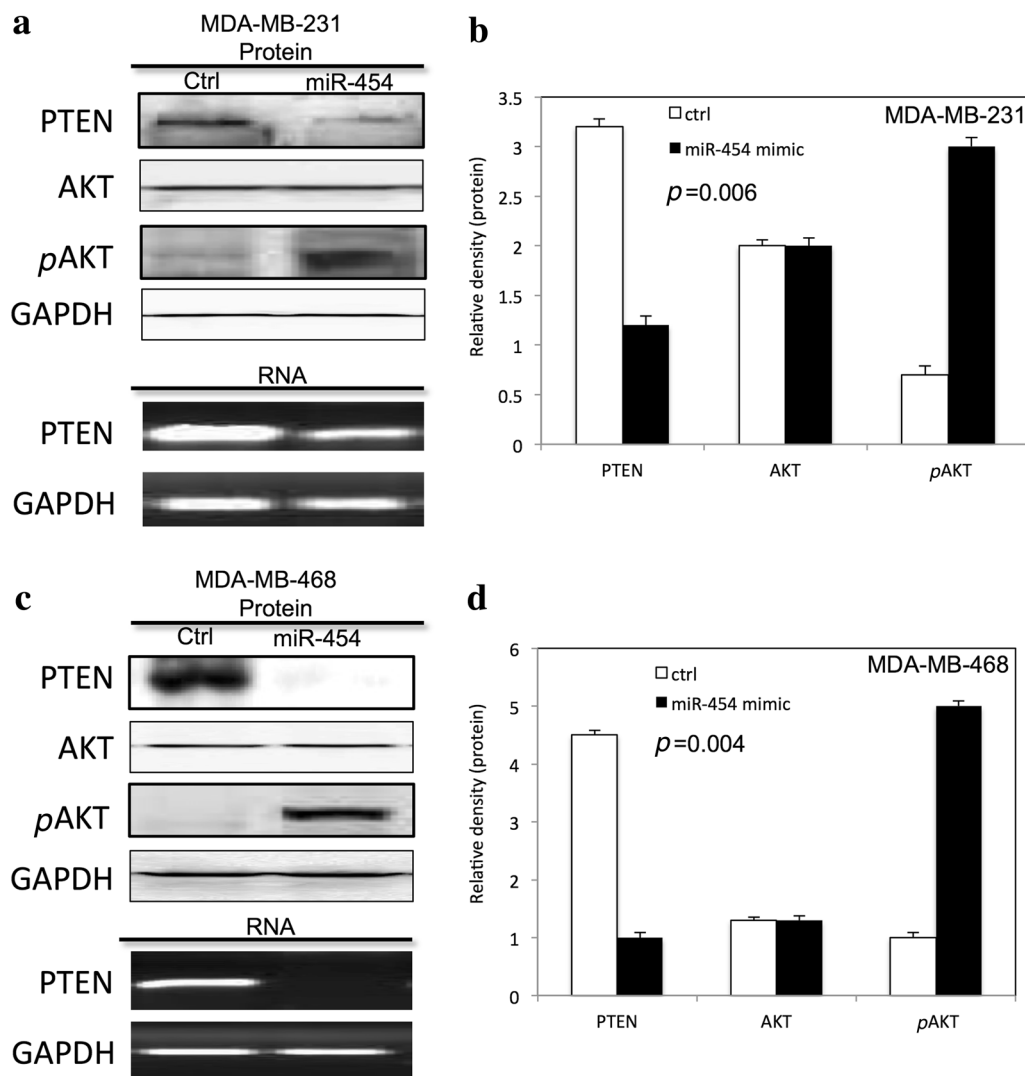 a
MDA-MB-231
Protein
Ctrl miR-454
PTEN
AKT
pAKT
GAPDH
RNA
PTEN
GAPDH
b
MDA-MB-231
ctrl
miR-454 mimic
p=0.006
Relative density (protein)
3.5
3
2.5
2
1.5
1
0.5
0
PTEN AKT pAKT
c
MDA-MB-468
Protein
Ctrl miR-454
PTEN
AKT
pAKT
GAPDH
RNA
PTEN
GAPDH
d
MDA-MB-468
ctrl
miR-454 mimic
p=0.004
Relative density (protein)
6
5
4
3
2
1
0
PTEN AKT pAKT